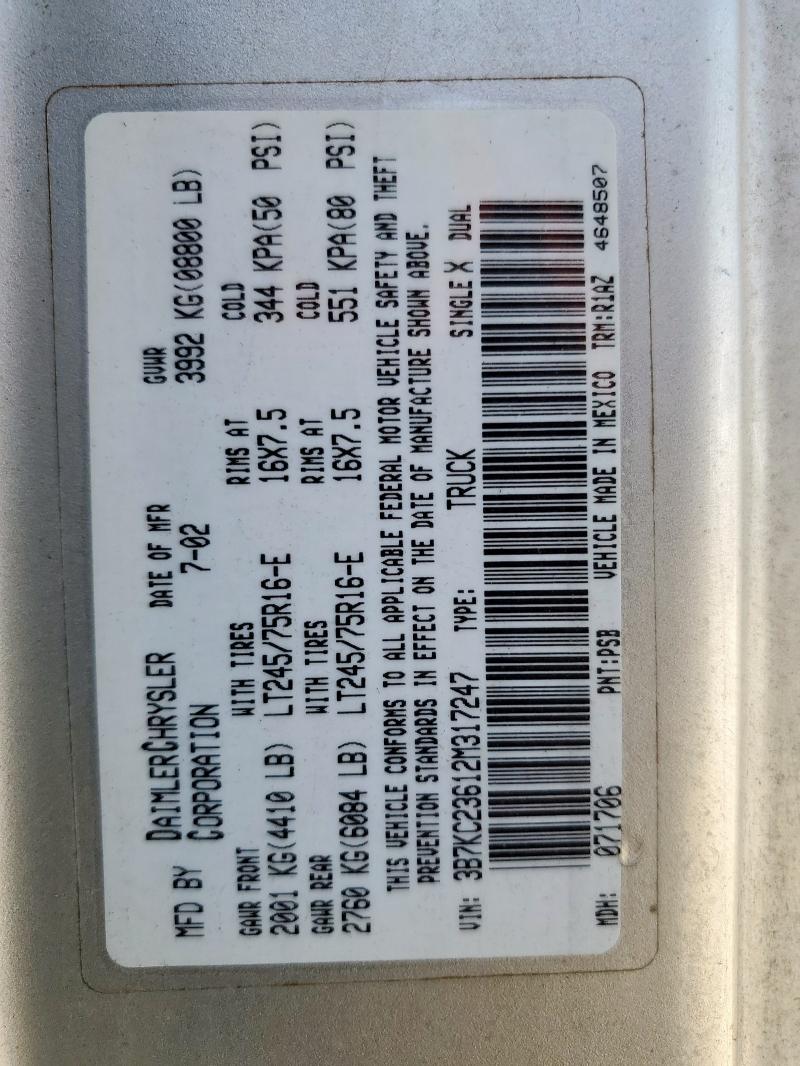 MFD BY DAIMLERCHRYSLER CORPORATION DATE OF MFR 7-02 GVWR 3992 KG(08800 LB)
GAWR FRONT WITH TIRES RIMS AT COLD
2001 KG(4410 LB) LT245/75R16-E 16X7.5 344 KPA(50 PSI)
GAWR REAR WITH TIRES RIMS AT COLD
2760 KG(6084 LB) LT245/75R16-E 16X7.5 551 KPA(80 PSI)
THIS VEHICLE CONFORMS TO ALL APPLICABLE FEDERAL MOTOR VEHICLE SAFETY AND THEFT
PREVENTION STANDARDS IN EFFECT ON THE DATE OF MANUFACTURE SHOWN ABOVE.
VIN: 3B7KC23612M317247 TYPE: TRUCK SINGLE X DUAL
MDH: 071706 PNT:PSB VEHICLE MADE IN MEXICO TRM:R1AZ 4648507